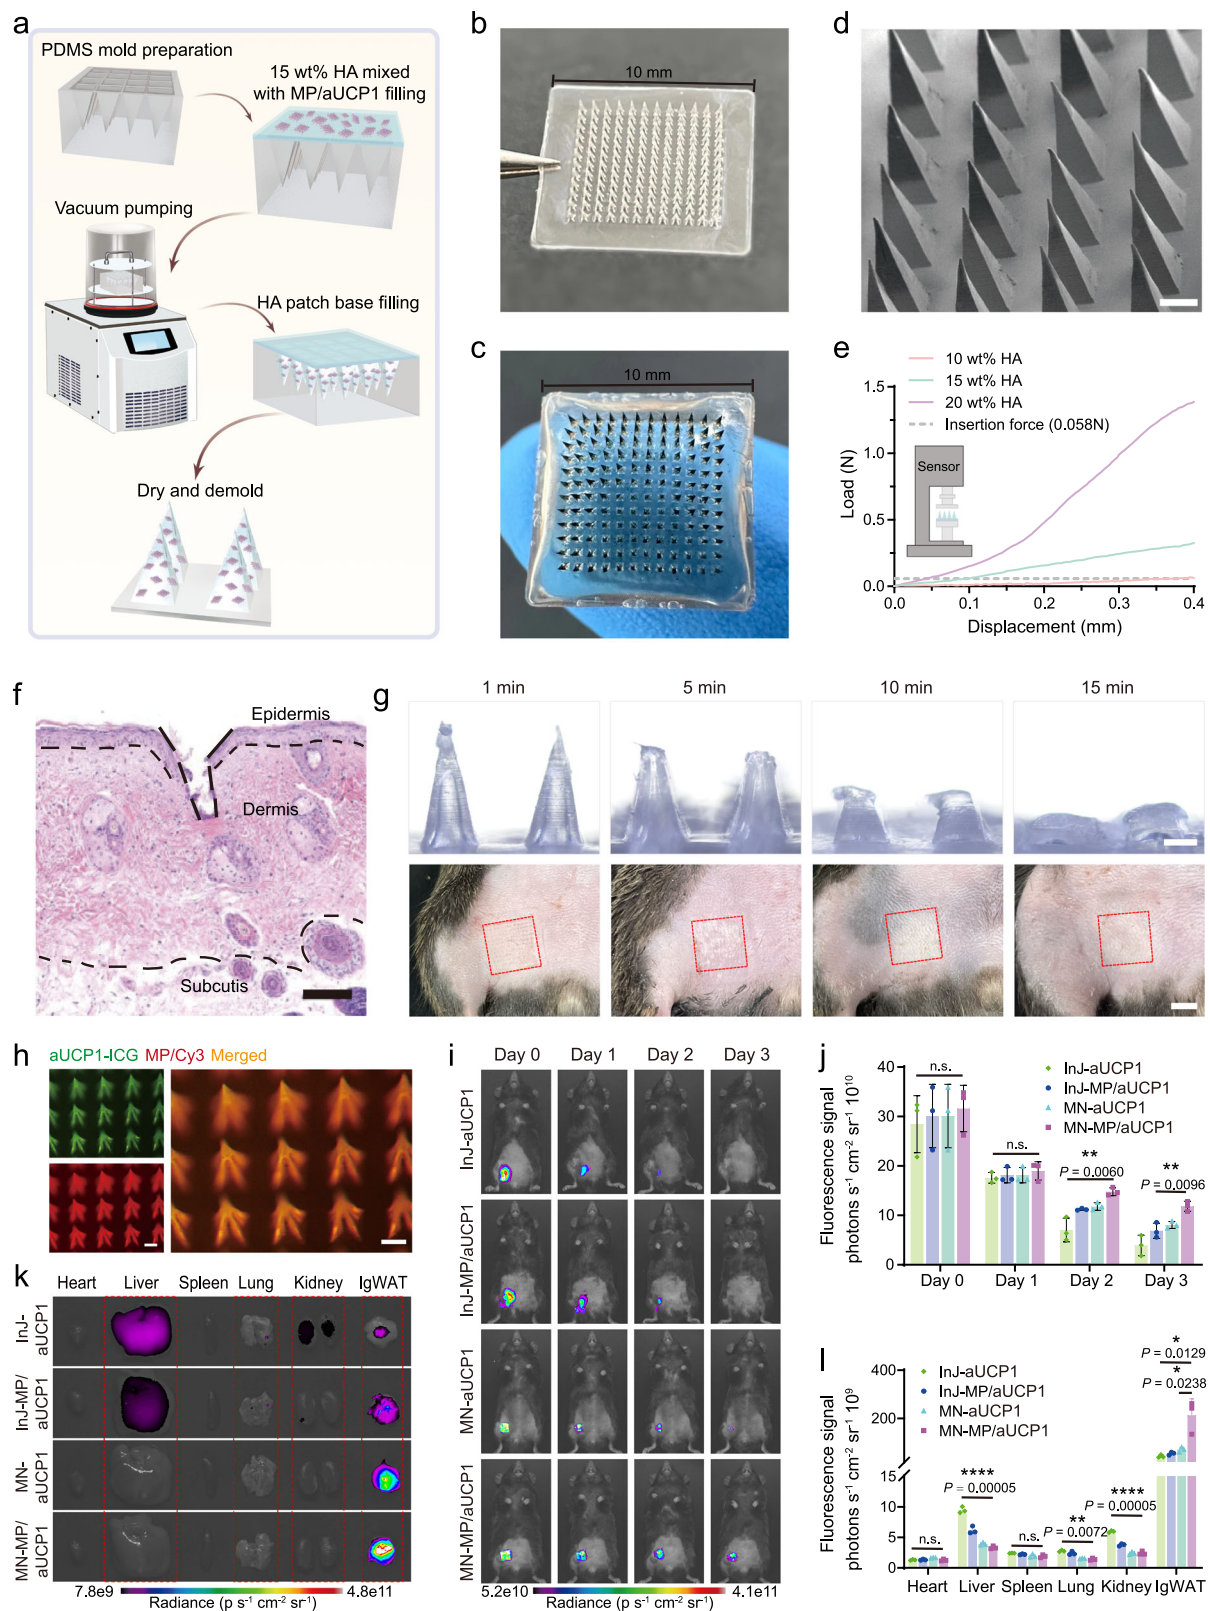 a
PDMS mold preparation
15 wt% HA mixed
with MP/aUCP1 filling
Vacuum pumping
HA patch base filling
Dry and demold
b
10 mm
c
10 mm
d
e
10 wt% HA
15 wt% HA
20 wt% HA
Insertion force (0.058N)
Sensor
Load (N)
1.5
1.0
0.5
0.0
0.0 0.1 0.2 0.3 0.4
Displacement (mm)
f
Epidermis
Dermis
Subcutis
g
1 min 5 min 10 min 15 min
h
aUCP1-ICG MP/Cy3 Merged
i
Day 0 Day 1 Day 2 Day 3
InJ-aUCP1
InJ-MP/aUCP1
MN-aUCP1
MN-MP/aUCP1
5.2e10 4.1e11
Radiance (p s⁻¹ cm⁻² sr⁻¹)
j
Fluorescence signal
photons s⁻¹ cm⁻² sr⁻¹ 10¹⁰
40
30
20
10
0
InJ-aUCP1
InJ-MP/aUCP1
MN-aUCP1
MN-MP/aUCP1
n.s.
n.s.
**
P = 0.0060
**
P = 0.0096
Day 0 Day 1 Day 2 Day 3
k
Heart Liver Spleen Lung Kidney IgWAT
InJ-
aUCP1
InJ-MP/
aUCP1
MN-
aUCP1
MN-MP/
aUCP1
7.8e9 4.8e11
Radiance (p s⁻¹ cm⁻² sr⁻¹)
l
Fluorescence signal
photons s⁻¹ cm⁻² sr⁻¹ 10⁹
400
200
15
10
5
0
InJ-aUCP1
InJ-MP/aUCP1
MN-aUCP1
MN-MP/aUCP1
*
P = 0.0129
*
P = 0.0238
n.s.
****
P = 0.00005
n.s.
**
P = 0.0072
****
P = 0.00005
Heart Liver Spleen Lung Kidney IgWAT